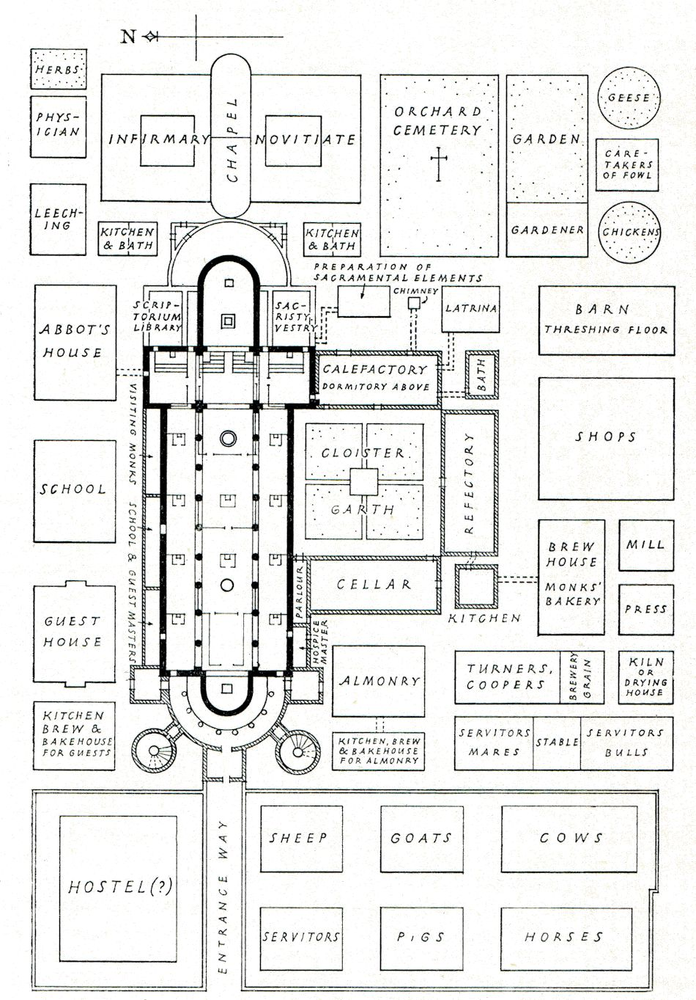 N
HERBS
PHYS-
ICIAN
LEECH-
ING
INFIRMARY
CHAPEL
NOVITIATE
KITCHEN
& BATH
KITCHEN
& BATH
ORCHARD
CEMETERY
GARDEN
GARDENER
GEESE
CARE-
TAKERS
OF FOWL
CHICKENS
PREPARATION OF
SACRAMENTAL ELEMENTS
CHIMNEY
LATRINA
SCRIP-
TORIUM
LIBRARY
SAC-
RISTY
VESTRY
ABBOT'S
HOUSE
BARN
THRESHING FLOOR
CALEFACTORY
DORMITORY ABOVE
BATH
VISITING MONKS
SCHOOL & GUEST MASTERS
SCHOOL
CLOISTER
GARTH
REFECTORY
SHOPS
GUEST
HOUSE
PARLOUR
CELLAR
KITCHEN
BREW
HOUSE
MONKS'
BAKERY
MILL
PRESS
HOSPICE
MASTER
ALMONRY
TURNERS,
COOPERS
BREWERY
GRAIN
KILN
OR
DRYING
HOUSE
KITCHEN
BREW &
BAKEHOUSE
FOR GUESTS
KITCHEN, BREW
& BAKEHOUSE
FOR ALMONRY
SERVITORS
MARES
STABLE
SERVITORS
BULLS
HOSTEL(?)
ENTRANCE WAY
SHEEP
GOATS
COWS
SERVITORS
PIGS
HORSES